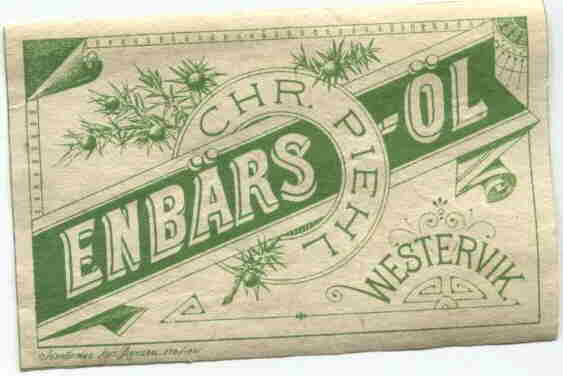 CHR. PIEHL
ENBÄRS-ÖL
WESTERVIK.